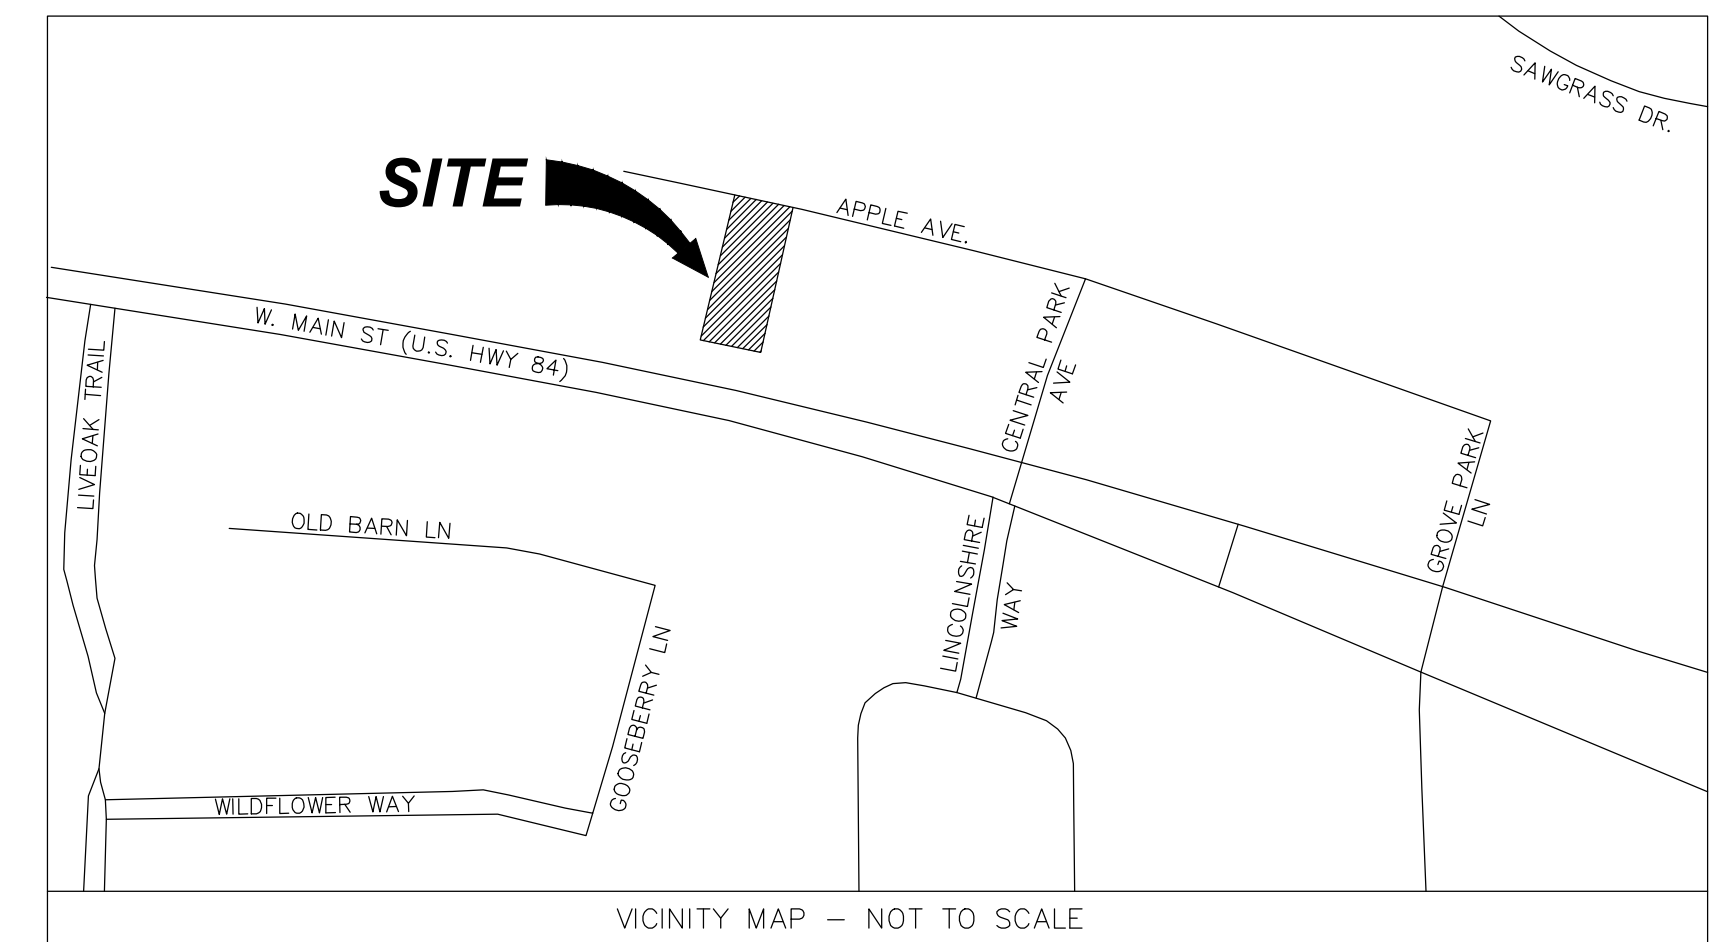 SAWGRASS DR.
SITE
APPLE AVE.
W. MAIN ST (U.S. HWY 84)
CENTRAL PARK
AVE
LIVEOAK TRAIL
GROVE PARK
LN
OLD BARN LN
LINCOLNSHIRE
WAY
GOOSEBERRY LN
WILDFLOWER WAY
VICINITY MAP – NOT TO SCALE